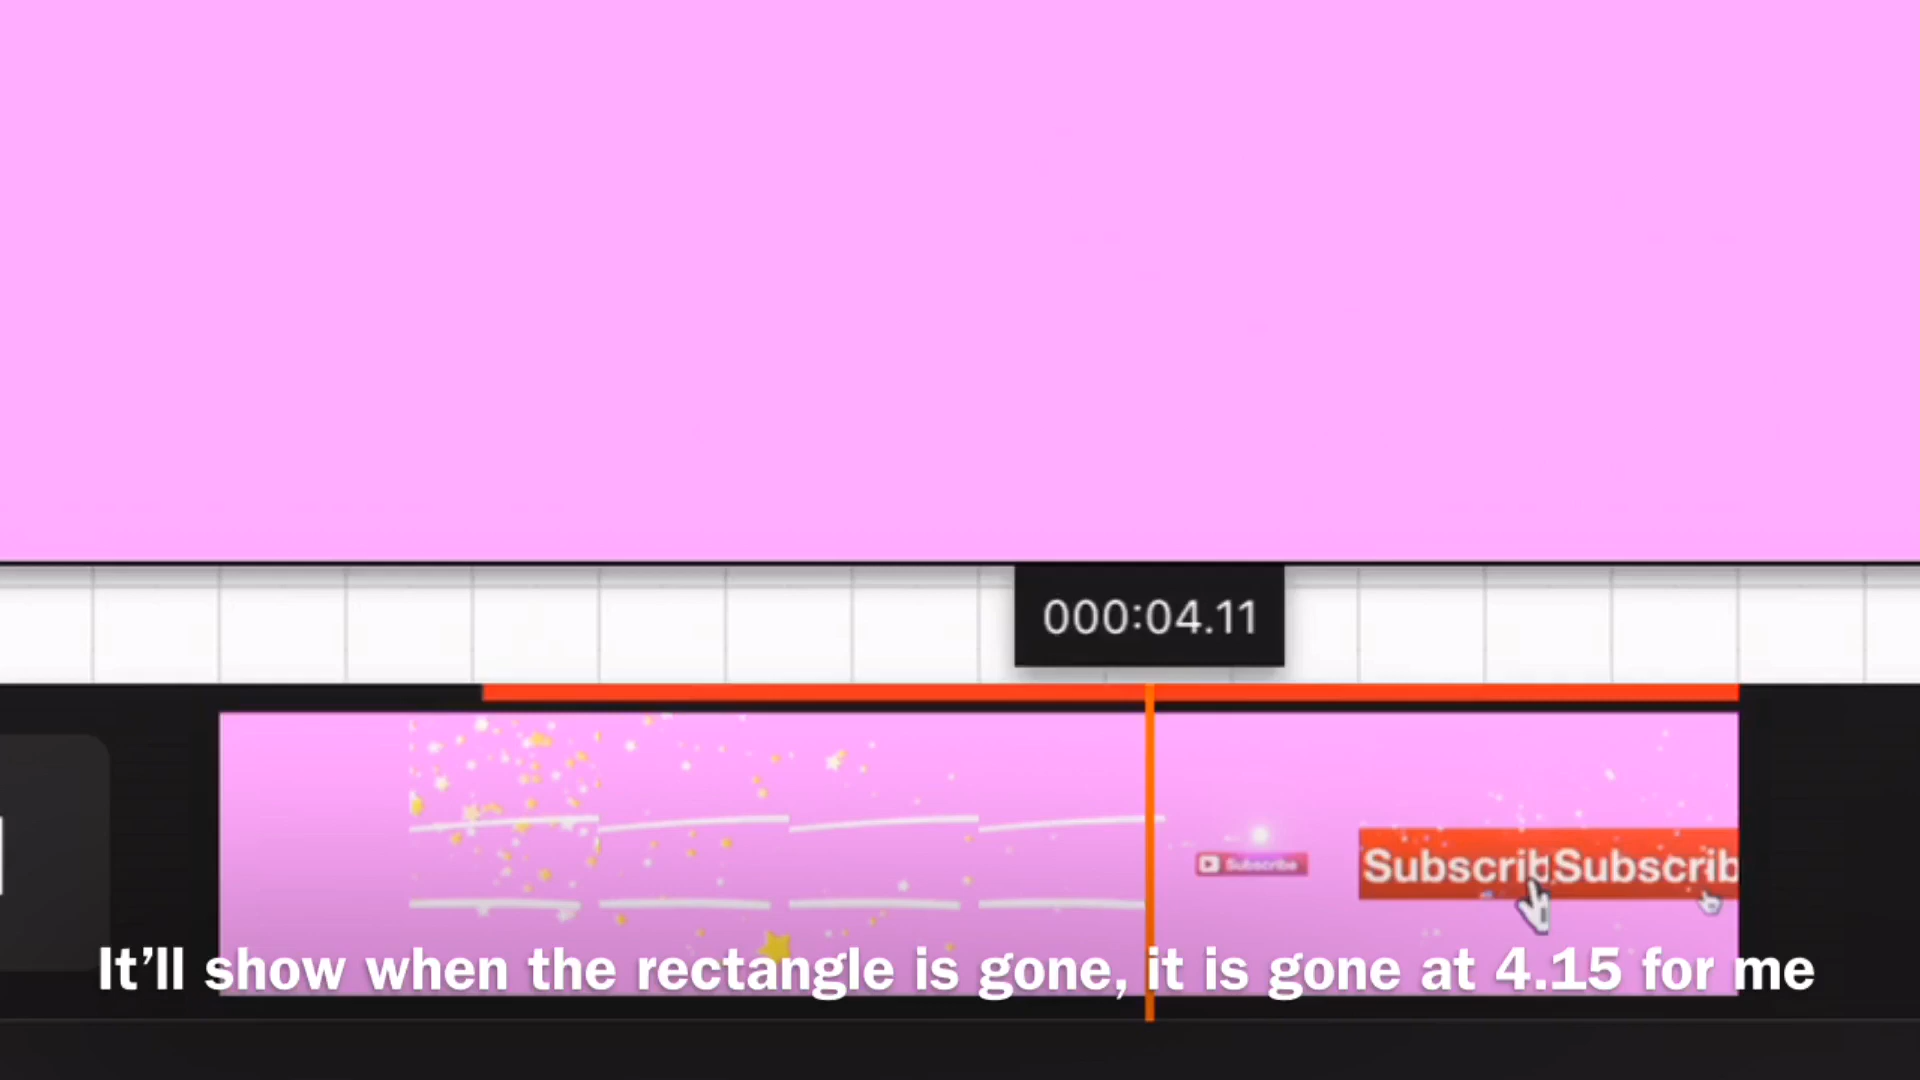 000:04.11
Subscribe
SubscribSubscrib
It’ll show when the rectangle is gone, it is gone at 4.15 for me